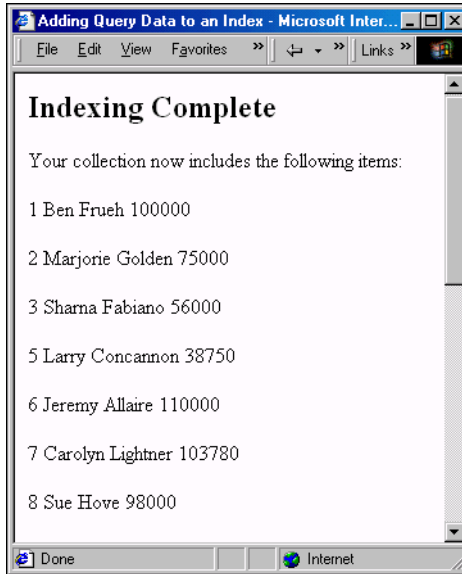 Adding Query Data to an Index - Microsoft Inter...
File Edit View Favorites » » Links »
Indexing Complete
Your collection now includes the following items:
1 Ben Frueh 100000
2 Marjorie Golden 75000
3 Sharna Fabiano 56000
5 Larry Concannon 38750
6 Jeremy Allaire 110000
7 Carolyn Lightner 103780
8 Sue Hove 98000
Done Internet